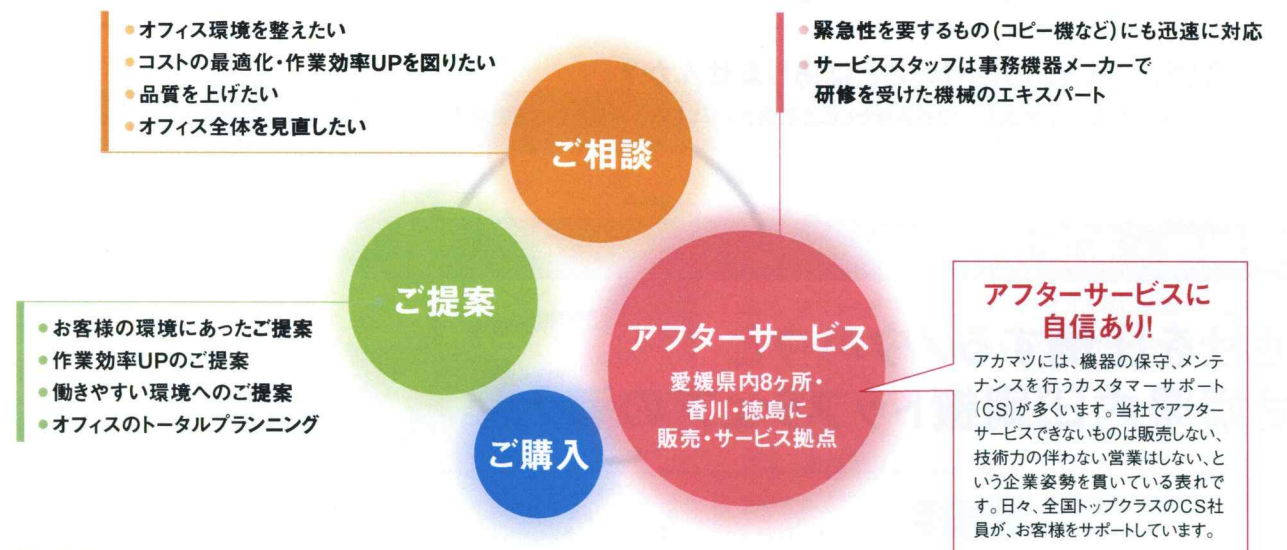 •オフィス環境を整えたい
•コストの最適化・作業効率UPを図りたい
•品質を上げたい
•オフィス全体を見直したい
•緊急性を要するもの(コピー機など)にも迅速に対応
•サービススタッフは事務機器メーカーで
研修を受けた機械のエキスパート
ご相談
ご提案
•お客様の環境にあったご提案
•作業効率UPのご提案
•働きやすい環境へのご提案
•オフィスのトータルプランニング
ご購入
アフターサービス
愛媛県内8ヶ所・
香川・徳島に
販売・サービス拠点
アフターサービスに
自信あり!
アカマツには、機器の保守、メンテ
ナンスを行うカスタマーサポート
(CS)が多くいます。当社でアフター
サービスできないものは販売しない、
技術力の伴わない営業はしない、と
いう企業姿勢を貫いている表れで
す。日々、全国トップクラスのCS社
員が、お客様をサポートしています。